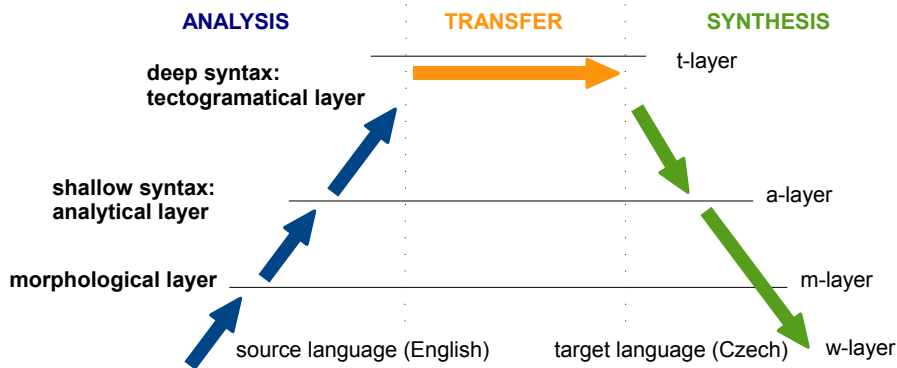 ANALYSIS TRANSFER SYNTHESIS
t-layer
deep syntax:
tectogramatical layer
shallow syntax:
analytical layer
a-layer
morphological layer
m-layer
source language (English) target language (Czech) w-layer